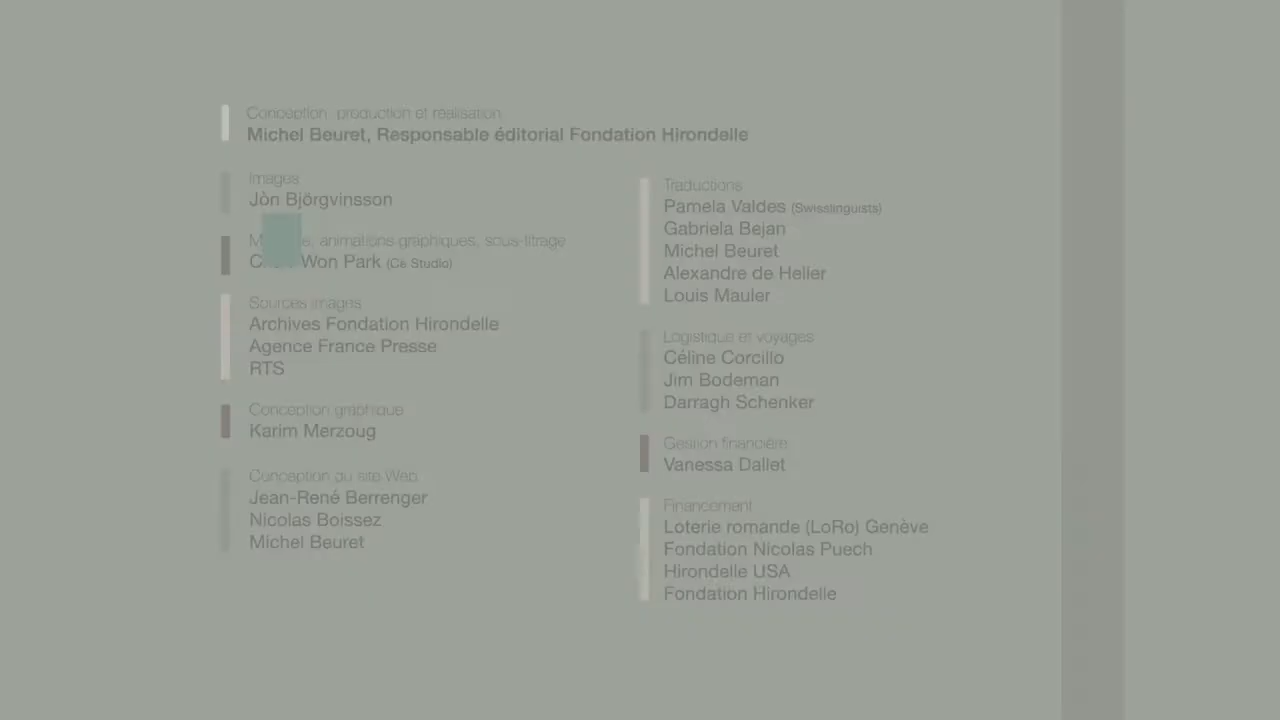 Conception, production et réalisation
Michel Beuret, Responsable éditorial Fondation Hirondelle
Images
Jòn Björgvinsson
animations graphiques, sous-titrage
Won Park (Ce Studio)
Sources images
Archives Fondation Hirondelle
Agence France Presse
RTS
Conception graphique
Karim Merzoug
Conception du site Web
Jean-René Berrenger
Nicolas Boissez
Michel Beuret
Traductions
Pamela Valdes (Swisslinguists)
Gabriela Bejan
Michel Beuret
Alexandre de Helier
Louis Mauler
Logistique et voyages
Céline Corcillo
Jim Bodeman
Darragh Schenker
Gestion financière
Vanessa Dallet
Financement
Loterie romande (LoRo) Genève
Fondation Nicolas Puech
Hirondelle USA
Fondation Hirondelle